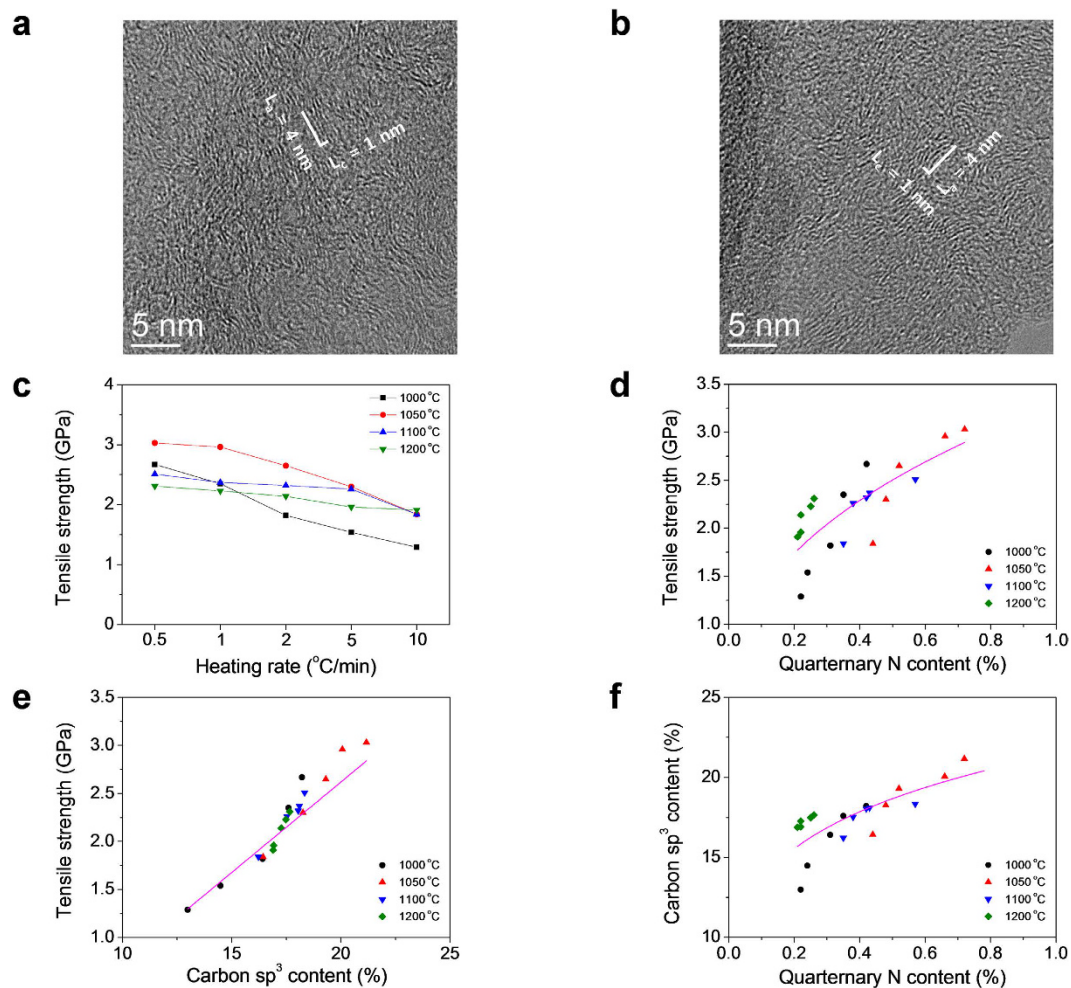 a
b
La = 4 nm
Lc = 1 nm
5 nm
Lc = 1 nm
La = 4 nm
5 nm
c
Tensile strength (GPa)
4
3
2
1
0
0.5 1 2 5 10
Heating rate (°C/min)
1000 °C
1050 °C
1100 °C
1200 °C
d
Tensile strength (GPa)
3.5
3.0
2.5
2.0
1.5
1.0
0.0 0.2 0.4 0.6 0.8 1.0
Quarternary N content (%)
1000 °C
1050 °C
1100 °C
1200 °C
e
Tensile strength (GPa)
3.5
3.0
2.5
2.0
1.5
1.0
10 15 20 25
Carbon sp³ content (%)
1000 °C
1050 °C
1100 °C
1200 °C
f
Carbon sp³ content (%)
25
20
15
10
0.0 0.2 0.4 0.6 0.8 1.0
Quarternary N content (%)
1000 °C
1050 °C
1100 °C
1200 °C